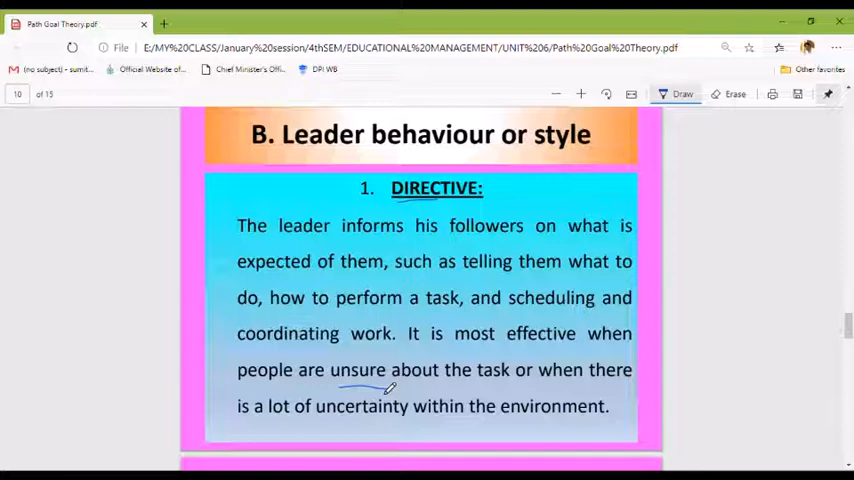 Path Goal Theory.pdf
File
E:/MY%20CLASS/January%20session/4thSEM/EDUCATIONAL%20MANAGEMENT/UNIT%206/Path%20Goal%20Theory.pdf
(no subject) - sumit...
Official Website of...
Chief Minister's Offi...
DPI WB
Other favorites
10 of 15
Draw
Erase
B. Leader behaviour or style
1. DIRECTIVE:
The leader informs his followers on what is
expected of them, such as telling them what to
do, how to perform a task, and scheduling and
coordinating work. It is most effective when
people are unsure about the task or when there
is a lot of uncertainty within the environment.